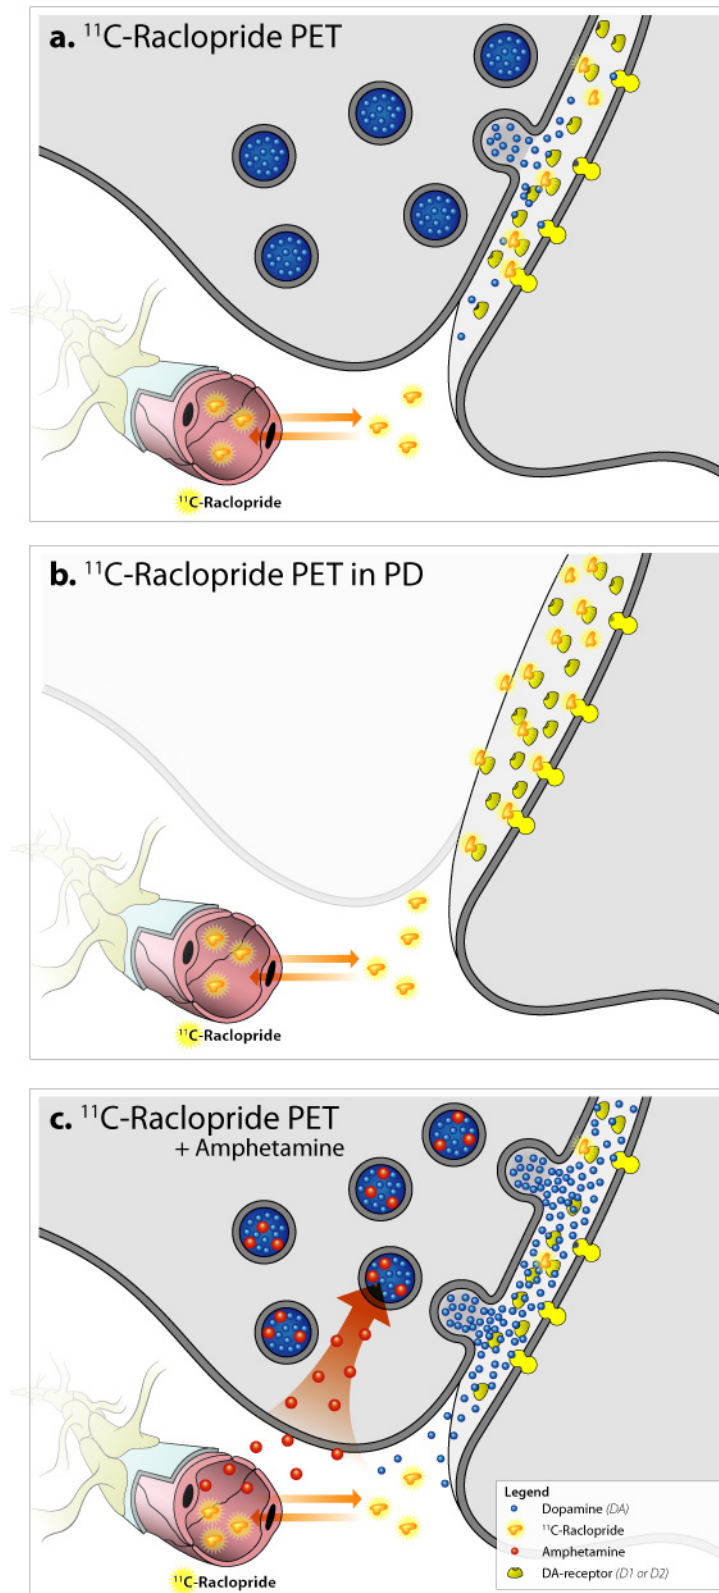 a. ¹¹C-Raclopride PET
¹¹C-Raclopride
b. ¹¹C-Raclopride PET in PD
¹¹C-Raclopride
c. ¹¹C-Raclopride PET
+ Amphetamine
¹¹C-Raclopride
Legend
Dopamine (DA)
¹¹C-Raclopride
Amphetamine
DA-receptor (D1 or D2)